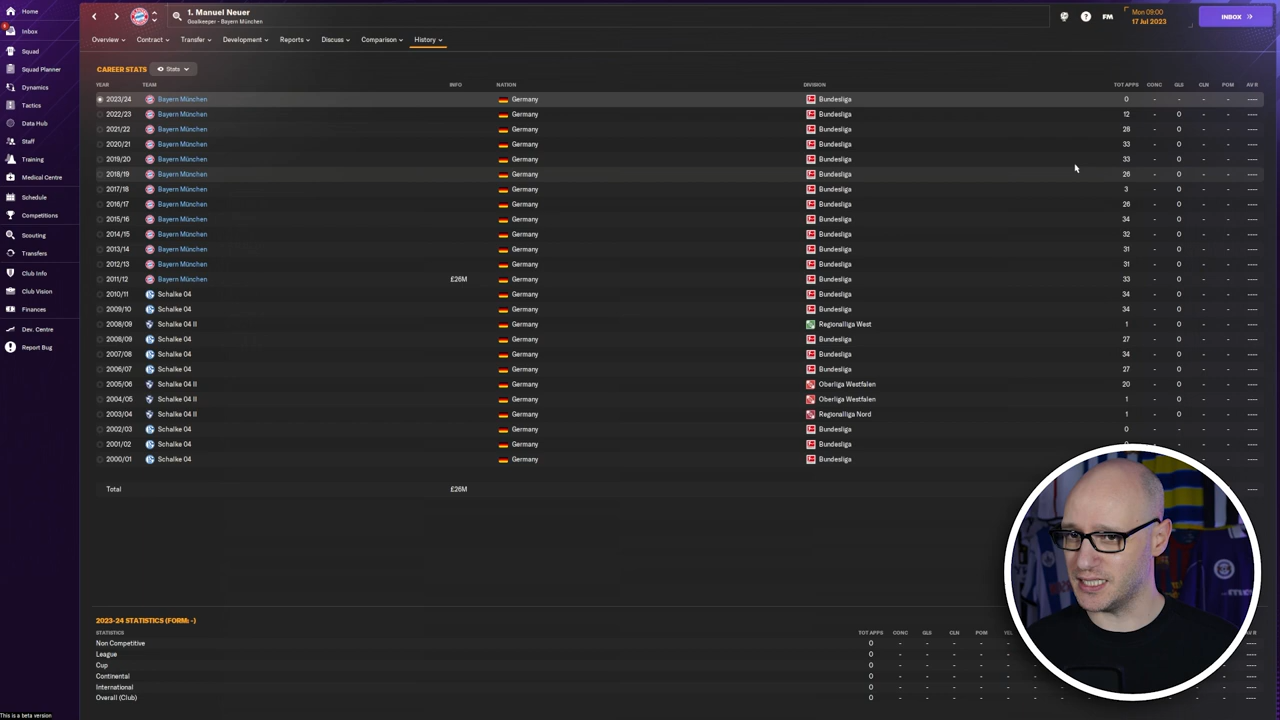 Home
1. Manuel Neuer
Goalkeeper - Bayern München
FM
Mon 09:00
17 Jul 2023
INBOX
Inbox
Overview Contract Transfer Development Reports Discuss Comparison History
Squad
Squad Planner
Dynamics
Tactics
Data Hub
Staff
Training
Medical Centre
Schedule
Competitions
Scouting
Transfers
Club Info
Club Vision
Finances
Dev. Centre
Report Bug
CAREER STATS Stats
YEAR TEAM INFO NATION DIVISION TOT APPS CONC GLS CLN POM AV R
2023/24 Bayern München Germany Bundesliga 0 - 0 - - ----
2022/23 Bayern München Germany Bundesliga 12 - 0 - - ----
2021/22 Bayern München Germany Bundesliga 28 - 0 - - ----
2020/21 Bayern München Germany Bundesliga 33 - 0 - - ----
2019/20 Bayern München Germany Bundesliga 33 - 0 - - ----
2018/19 Bayern München Germany Bundesliga 26 - 0 - - ----
2017/18 Bayern München Germany Bundesliga 3 - 0 - - ----
2016/17 Bayern München Germany Bundesliga 26 - 0 - - ----
2015/16 Bayern München Germany Bundesliga 34 - 0 - - ----
2014/15 Bayern München Germany Bundesliga 32 - 0 - - ----
2013/14 Bayern München Germany Bundesliga 31 - 0 - - ----
2012/13 Bayern München Germany Bundesliga 31 - 0 - - ----
2011/12 Bayern München £26M Germany Bundesliga 33 - 0 - - ----
2010/11 Schalke 04 Germany Bundesliga 34 - 0 - - ----
2009/10 Schalke 04 Germany Bundesliga 34 - 0 - - ----
2008/09 Schalke 04 II Germany Regionalliga West 1 - 0 - - ----
2008/09 Schalke 04 Germany Bundesliga 27 - 0 - - ----
2007/08 Schalke 04 Germany Bundesliga 34 - 0 - - ----
2006/07 Schalke 04 Germany Bundesliga 27 - 0 - - ----
2005/06 Schalke 04 II Germany Oberliga Westfalen 20 - 0 - - ----
2004/05 Schalke 04 II Germany Oberliga Westfalen 1 - 0 - - ----
2003/04 Schalke 04 II Germany Regionalliga Nord 1 - 0 - - ----
2002/03 Schalke 04 Germany Bundesliga 0 - 0 - - ----
2001/02 Schalke 04 Germany Bundesliga - ----
2000/01 Schalke 04 Germany Bundesliga - ----
Total £26M ----
2023-24 STATISTICS (FORM: -)
STATISTICS TOT APPS CONC GLS CLN POM YEL AV R
Non Competitive 0 - - - - - ----
League 0 - - - - - ----
Cup 0 - - - - - ----
Continental 0 - - - - - ----
International 0 - - - - - ----
Overall (Club) 0 - - - - - ----
This is a beta version